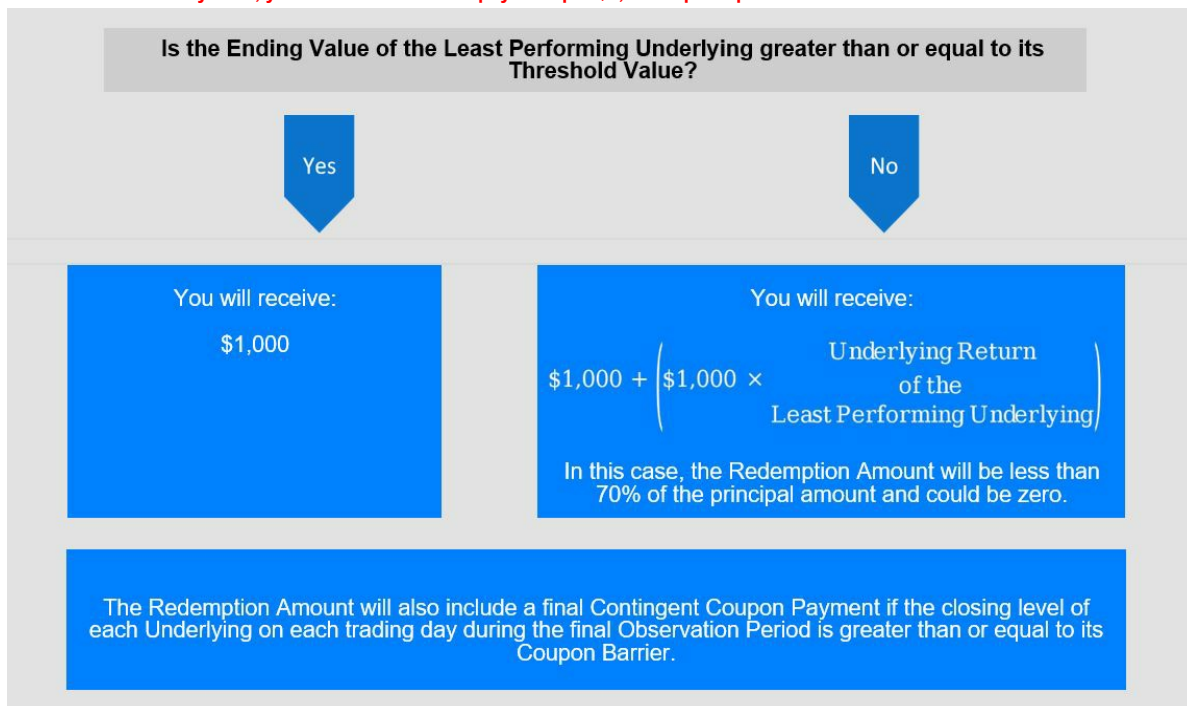 Is the Ending Value of the Least Performing Underlying greater than or equal to its
Threshold Value?
Yes
No
You will receive:
$1,000
You will receive:
$1,000 + ($1,000 × Underlying Return
of the
Least Performing Underlying)
In this case, the Redemption Amount will be less than
70% of the principal amount and could be zero.
The Redemption Amount will also include a final Contingent Coupon Payment if the closing level of
each Underlying on each trading day during the final Observation Period is greater than or equal to its
Coupon Barrier.